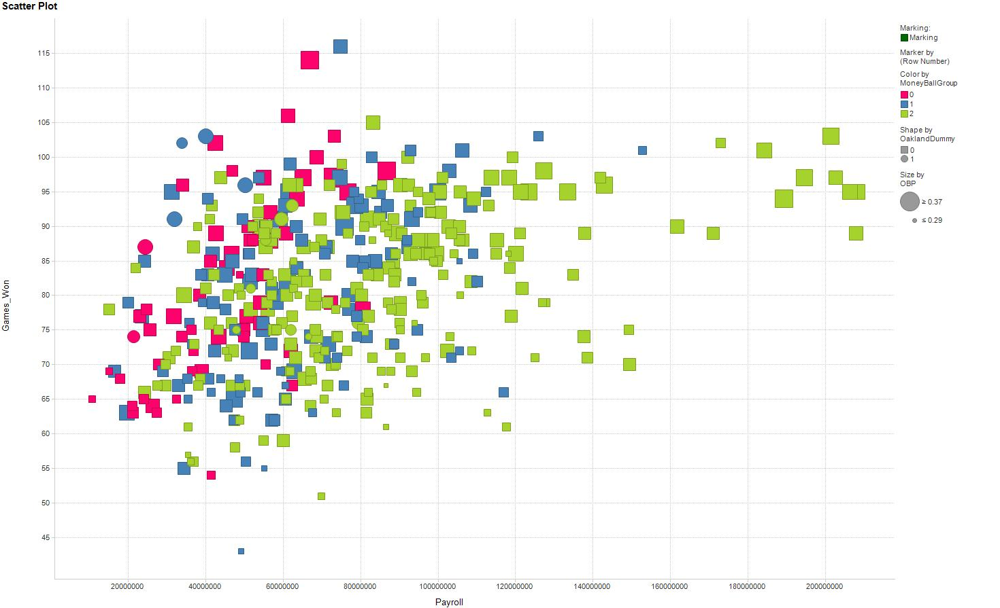 Scatter Plot
Marking:
Marking
Marker by
(Row Number)
Color by
MoneyBallGroup
0
1
2
Shape by
OaklandDummy
0
1
Size by
OBP
≥ 0.37
≤ 0.29
Games_Won
115
110
105
100
95
90
85
80
75
70
65
60
55
50
45
20000000 40000000 60000000 80000000 100000000 120000000 140000000 160000000 180000000 200000000
Payroll